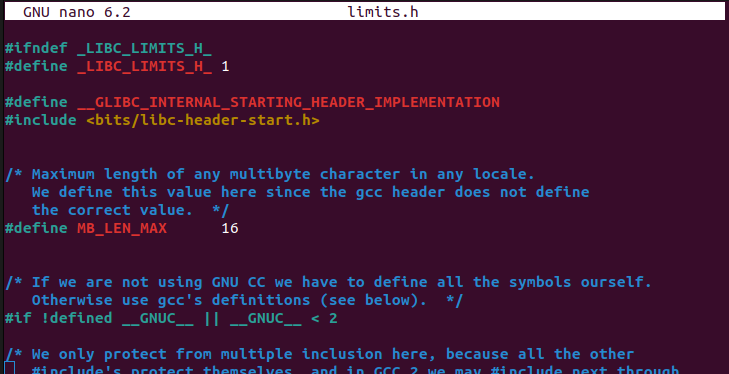 GNU nano 6.2 limits.h
#ifndef _LIBC_LIMITS_H_
#define _LIBC_LIMITS_H_ 1
#define __GLIBC_INTERNAL_STARTING_HEADER_IMPLEMENTATION
#include <bits/libc-header-start.h>
/* Maximum length of any multibyte character in any locale.
We define this value here since the gcc header does not define
the correct value.  */
#define MB_LEN_MAX      16
/* If we are not using GNU CC we have to define all the symbols ourself.
Otherwise use gcc's definitions (see below).  */
#if !defined __GNUC__ || __GNUC__ < 2
/* We only protect from multiple inclusion here, because all the other
#include's protect themselves, and in GCC 2 we may #include_next through